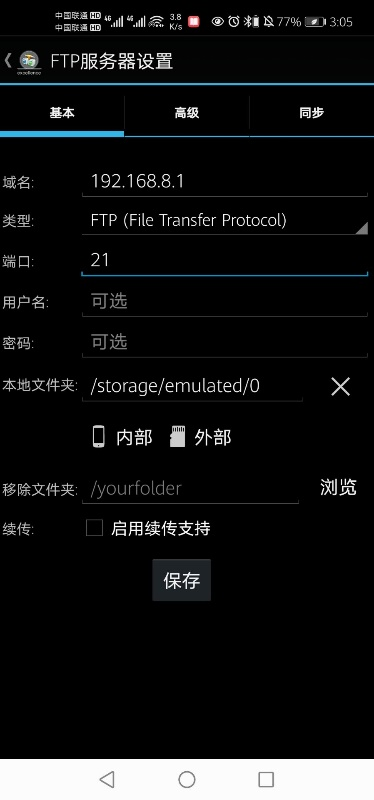 中国联通 HD 4G 4G 3.8 K/s 77% 3:05
中国联通 HD
FTP服务器设置
基本 高级 同步
域名: 192.168.8.1
类型: FTP (File Transfer Protocol)
端口: 21
用户名: 可选
密码: 可选
本地文件夹: /storage/emulated/0
内部 外部
移除文件夹: /yourfolder 浏览
续传: 启用续传支持
保存